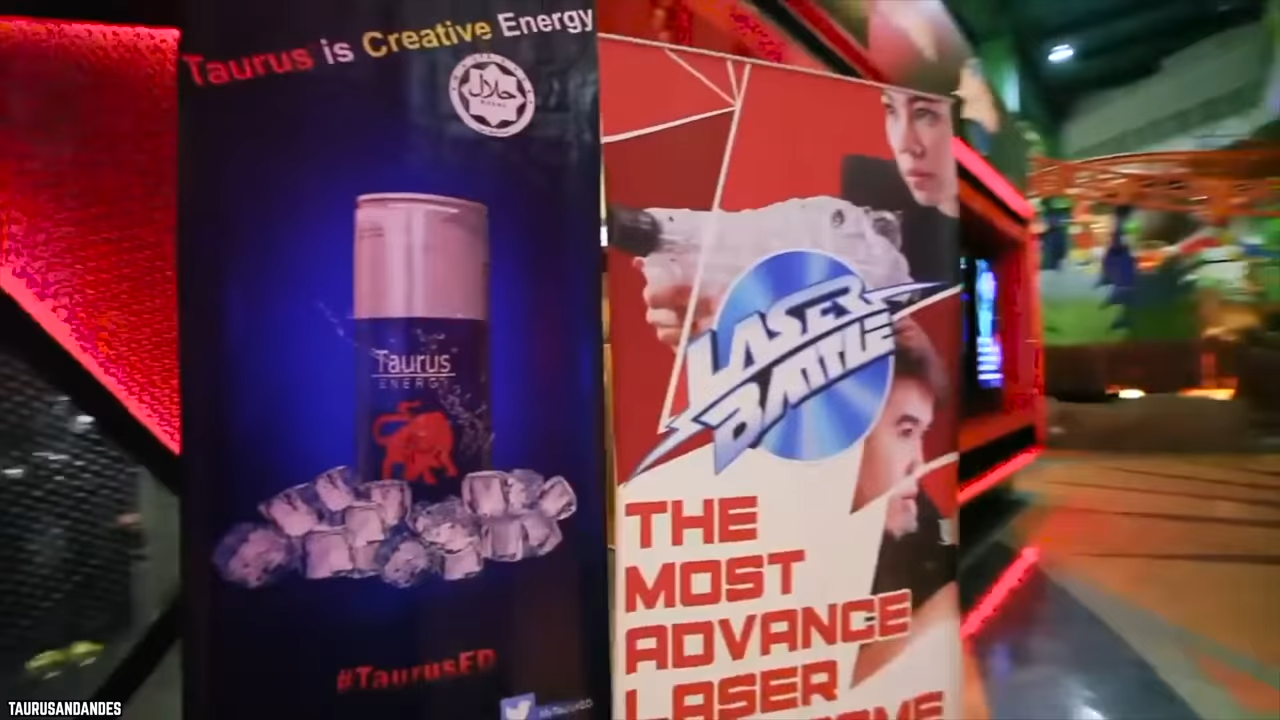 Taurus is Creative Energy
حلال
Taurus
ENERGY
#TaurusED
LASER
BATTLE
THE
MOST
ADVANCE
LASER
TAURUSANDANDES